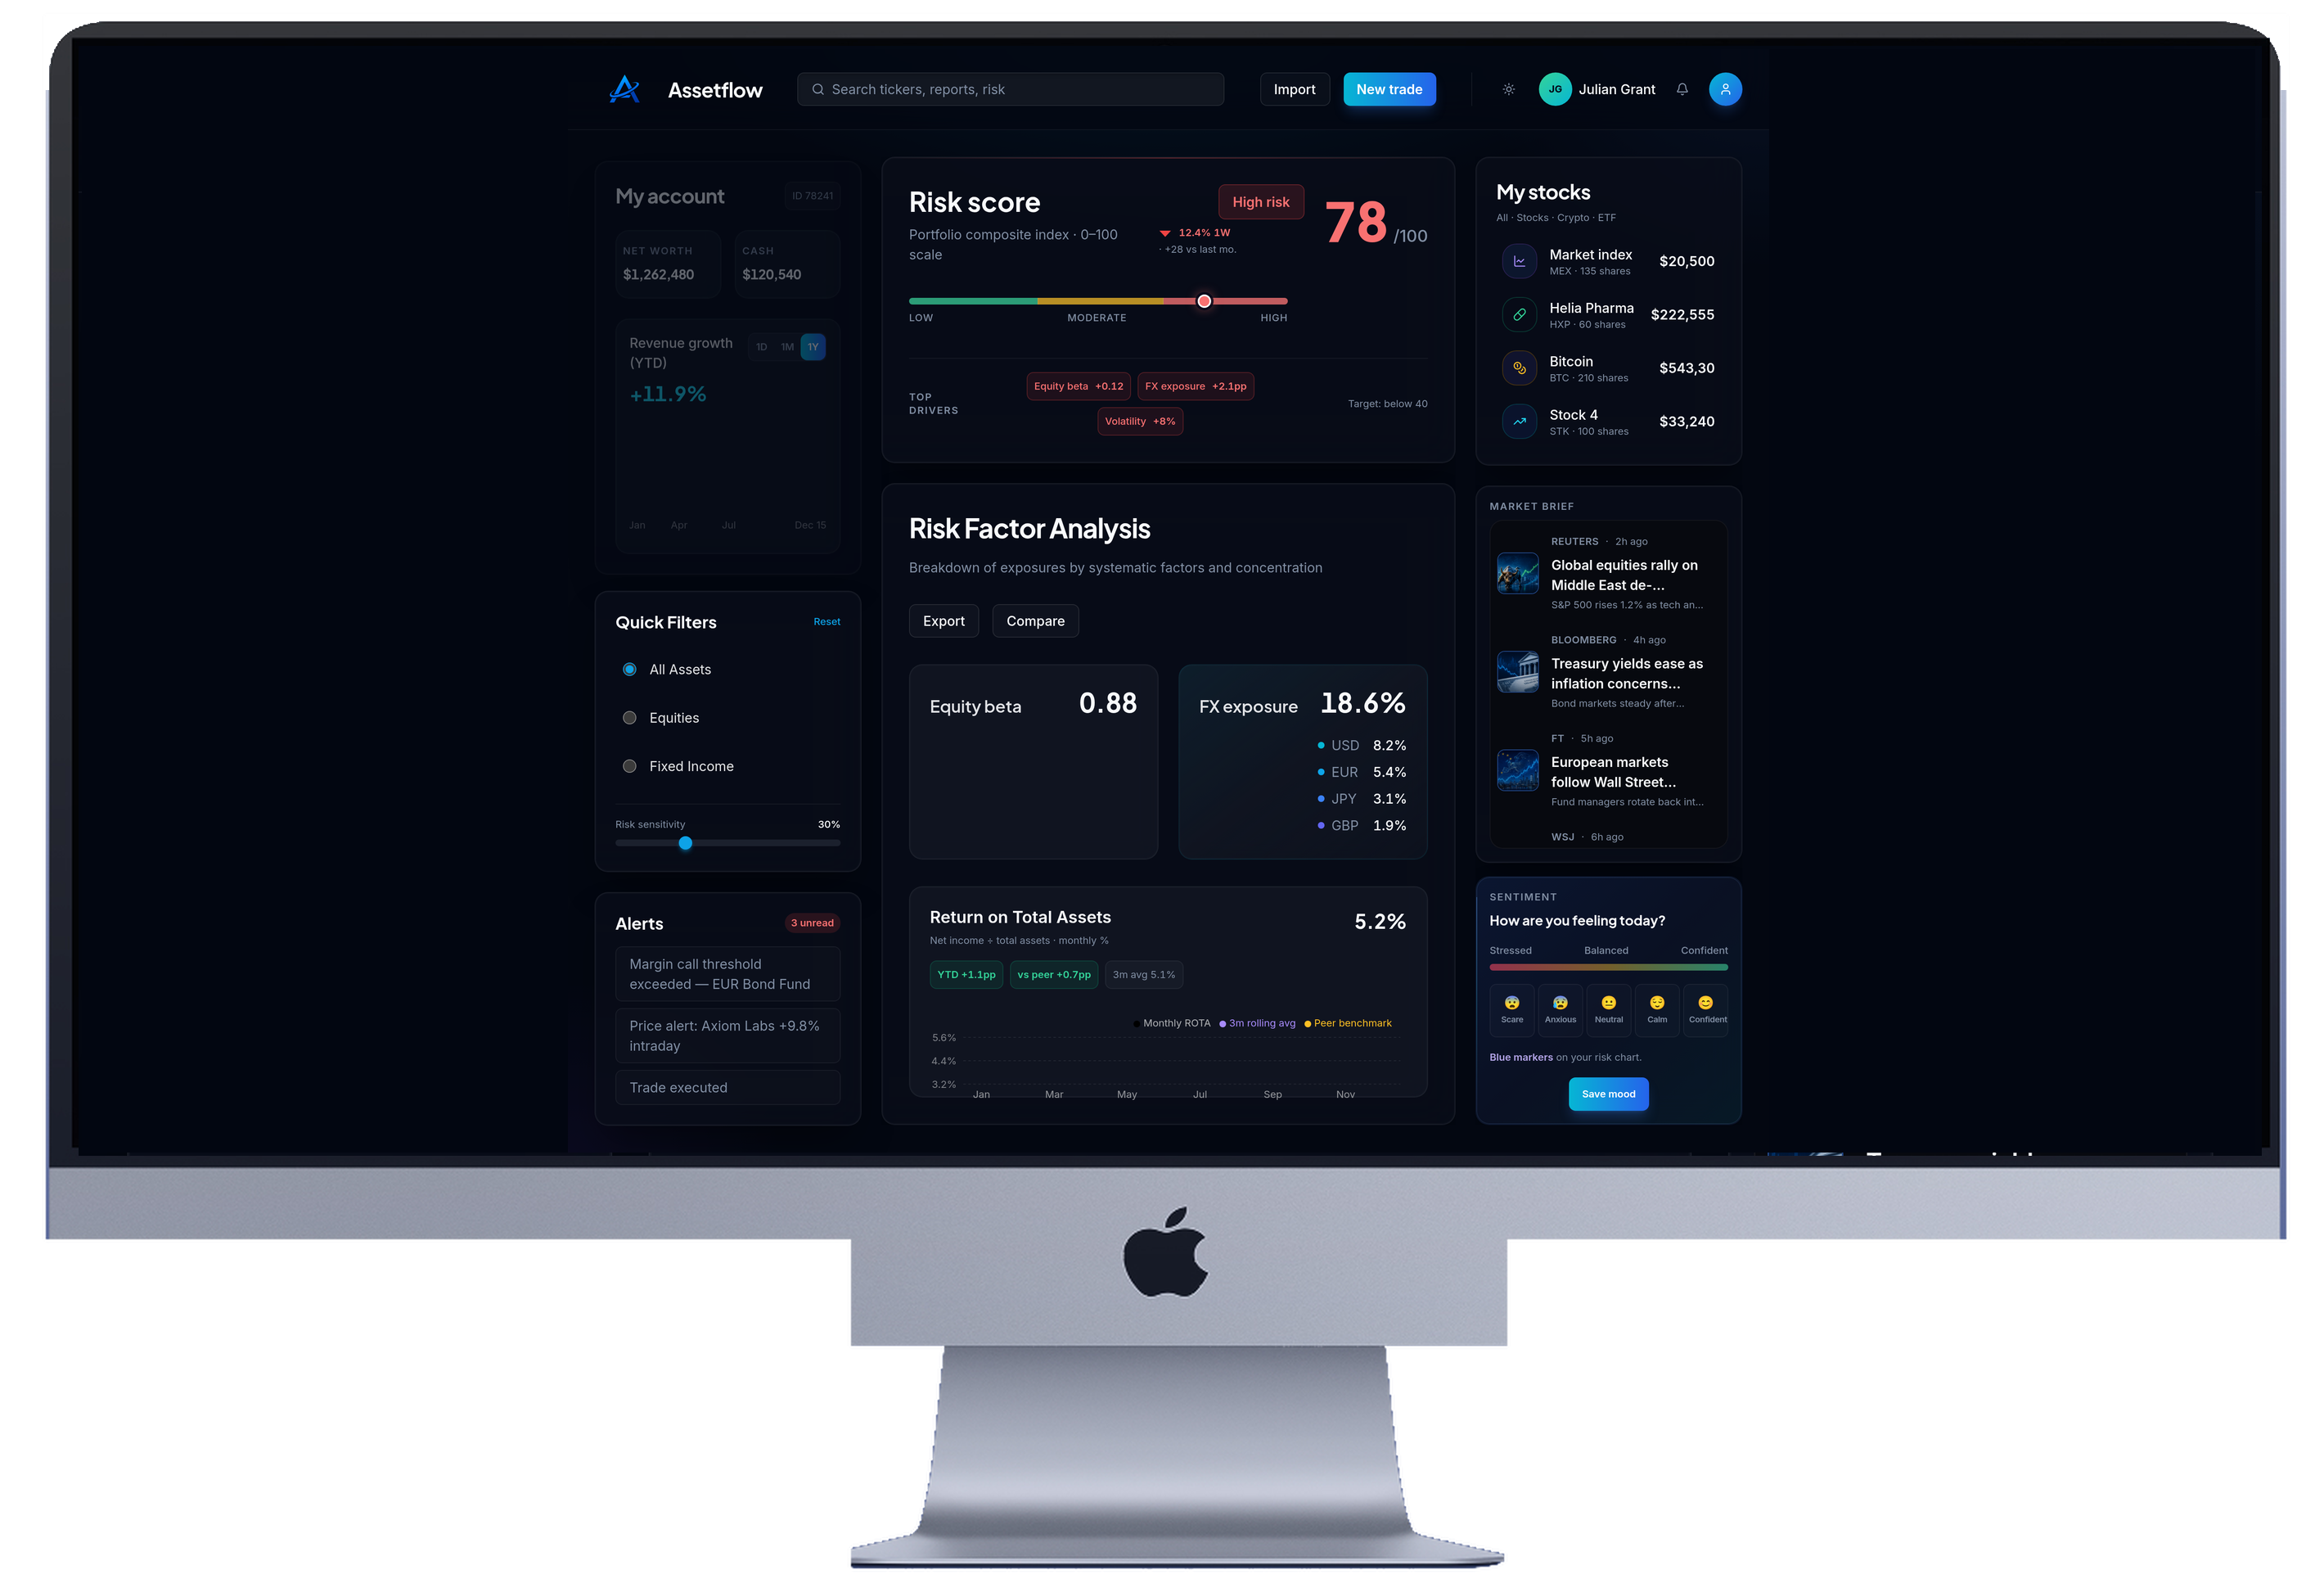 Assetflow
Search tickers, reports, risk
Import
New trade
JG
Julian Grant
My account
ID 78241
NET WORTH
$1,262,480
CASH
$120,540
Revenue growth
(YTD)
1D 1M 1Y
+11.9%
Jan Apr Jul Dec 15
Quick Filters
Reset
All Assets
Equities
Fixed Income
Risk sensitivity
30%
Alerts
3 unread
Margin call threshold
exceeded — EUR Bond Fund
Price alert: Axiom Labs +9.8%
intraday
Trade executed
Risk score
Portfolio composite index · 0–100
scale
High risk
12.4% 1W
· +28 vs last mo.
78 /100
LOW MODERATE HIGH
TOP
DRIVERS
Equity beta +0.12
FX exposure +2.1pp
Volatility +8%
Target: below 40
Risk Factor Analysis
Breakdown of exposures by systematic factors and concentration
Export
Compare
Equity beta 0.88
FX exposure 18.6%
USD 8.2%
EUR 5.4%
JPY 3.1%
GBP 1.9%
Return on Total Assets
5.2%
Net income ÷ total assets · monthly %
YTD +1.1pp
vs peer +0.7pp
3m avg 5.1%
Monthly ROTA
3m rolling avg
Peer benchmark
5.6%
4.4%
3.2%
Jan Mar May Jul Sep Nov
My stocks
All · Stocks · Crypto · ETF
Market index
MEX · 135 shares
$20,500
Helia Pharma
HXP · 60 shares
$222,555
Bitcoin
BTC · 210 shares
$543,30
Stock 4
STK · 100 shares
$33,240
MARKET BRIEF
REUTERS · 2h ago
Global equities rally on
Middle East de-...
S&P 500 rises 1.2% as tech an...
BLOOMBERG · 4h ago
Treasury yields ease as
inflation concerns...
Bond markets steady after...
FT · 5h ago
European markets
follow Wall Street...
Fund managers rotate back int...
WSJ · 6h ago
SENTIMENT
How are you feeling today?
Stressed Balanced Confident
Scare Anxious Neutral Calm Confident
Blue markers on your risk chart.
Save mood